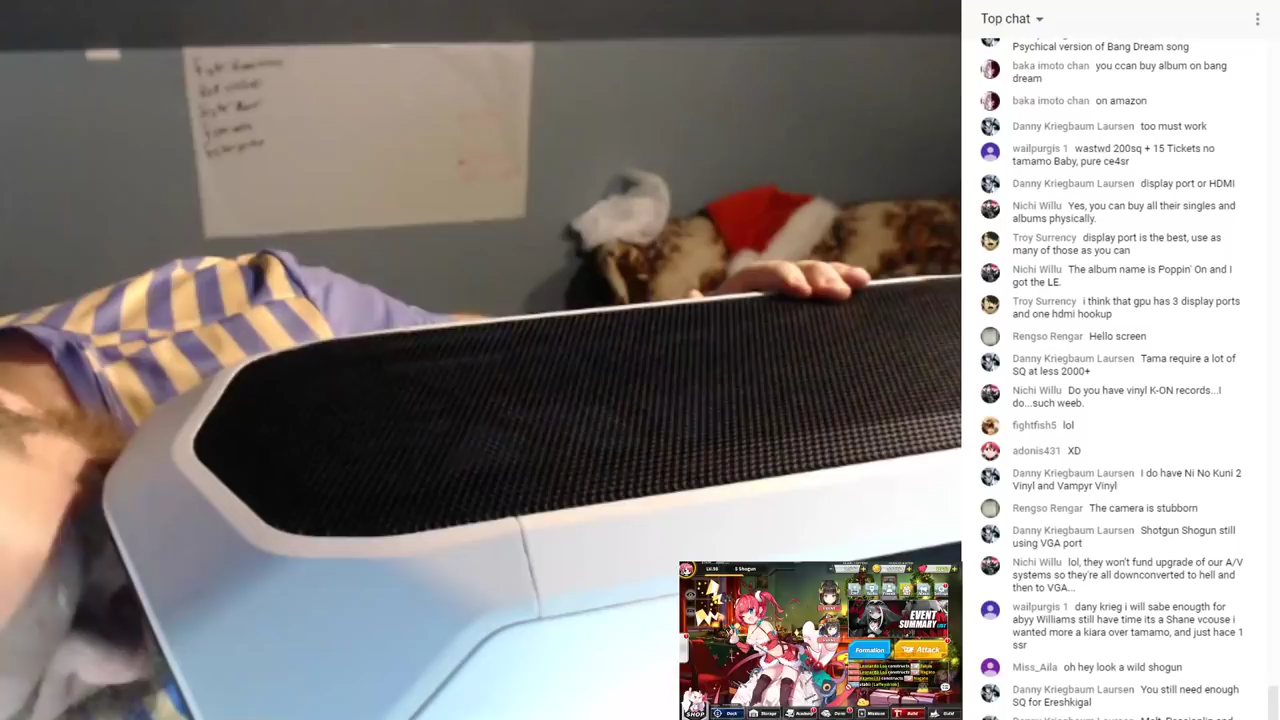 Top chat
Psychical version of Bang Dream song
baka imoto chan you ccan buy album on bang
dream
baka imoto chan on amazon
Danny Kriegbaum Laursen too must work
wailpurgis 1 wastwd 200sq + 15 Tickets no
tamamo Baby, pure ce4sr
Danny Kriegbaum Laursen display port or HDMI
Nichi Willu Yes, you can buy all their singles and
albums physically.
Troy Surrency display port is the best, use as
many of those as you can
Nichi Willu The album name is Poppin' On and I
got the LE.
Troy Surrency i think that gpu has 3 display ports
and one hdmi hookup
Rengso Rengar Hello screen
Danny Kriegbaum Laursen Tama require a lot of
SQ at less 2000+
Nichi Willu Do you have vinyl K-ON records...I
do...such weeb.
fightfish5 lol
adonis431 XD
Danny Kriegbaum Laursen I do have Ni No Kuni 2
Vinyl and Vampyr Vinyl
Rengso Rengar The camera is stubborn
Danny Kriegbaum Laursen Shotgun Shogun still
using VGA port
Nichi Willu lol, they won't fund upgrade of our A/V
systems so they're all downconverted to hell and
then to VGA...
wailpurgis 1 dany krieg i will sabe enougth for
abyy Williams still have time its a Shane vcouse i
wanted more a kiara over tamamo, and just hace 1
ssr
Miss_Aila oh hey look a wild shogun
Danny Kriegbaum Laursen You still need enough
SQ for Ereshkigal
EVENT
SUMMARY
Formation
Attack
SHOP
Dock
Storage
Academy
Dorm
Build